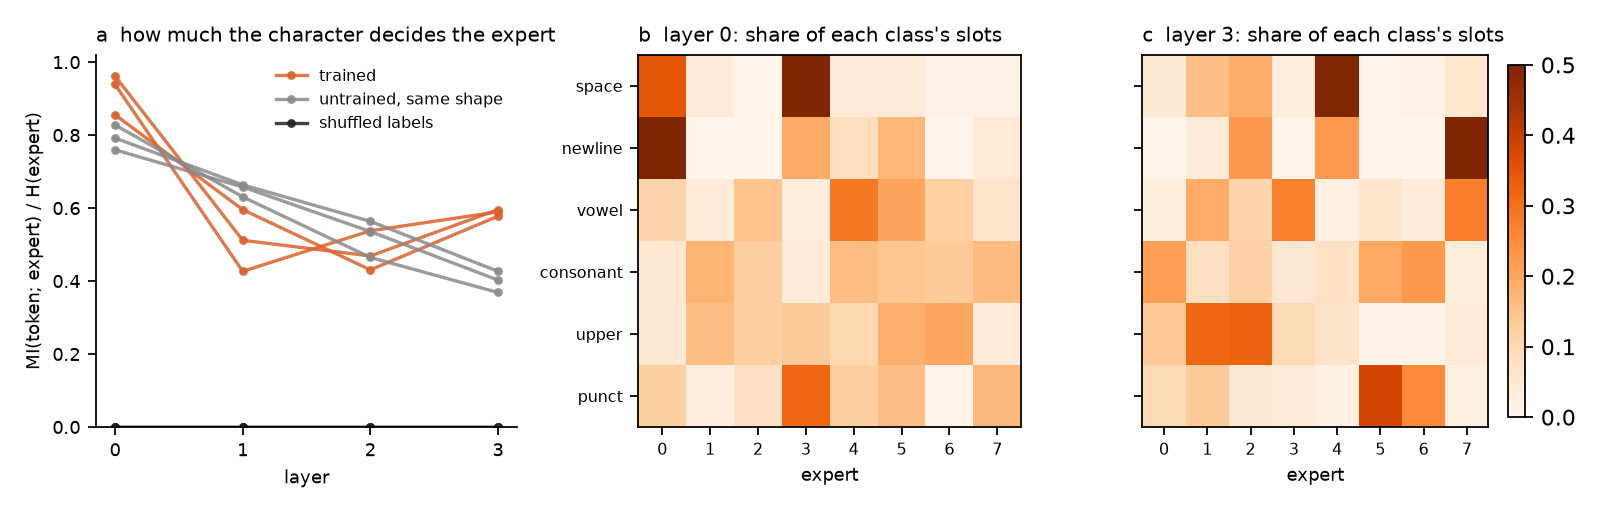 a  how much the character decides the expert
MI(token; expert) / H(expert)
1.0
0.8
0.6
0.4
0.2
0.0
trained
untrained, same shape
shuffled labels
0 1 2 3
layer
b  layer 0: share of each class's slots
space
newline
vowel
consonant
upper
punct
0 1 2 3 4 5 6 7
expert
c  layer 3: share of each class's slots
0 1 2 3 4 5 6 7
expert
0.5
0.4
0.3
0.2
0.1
0.0